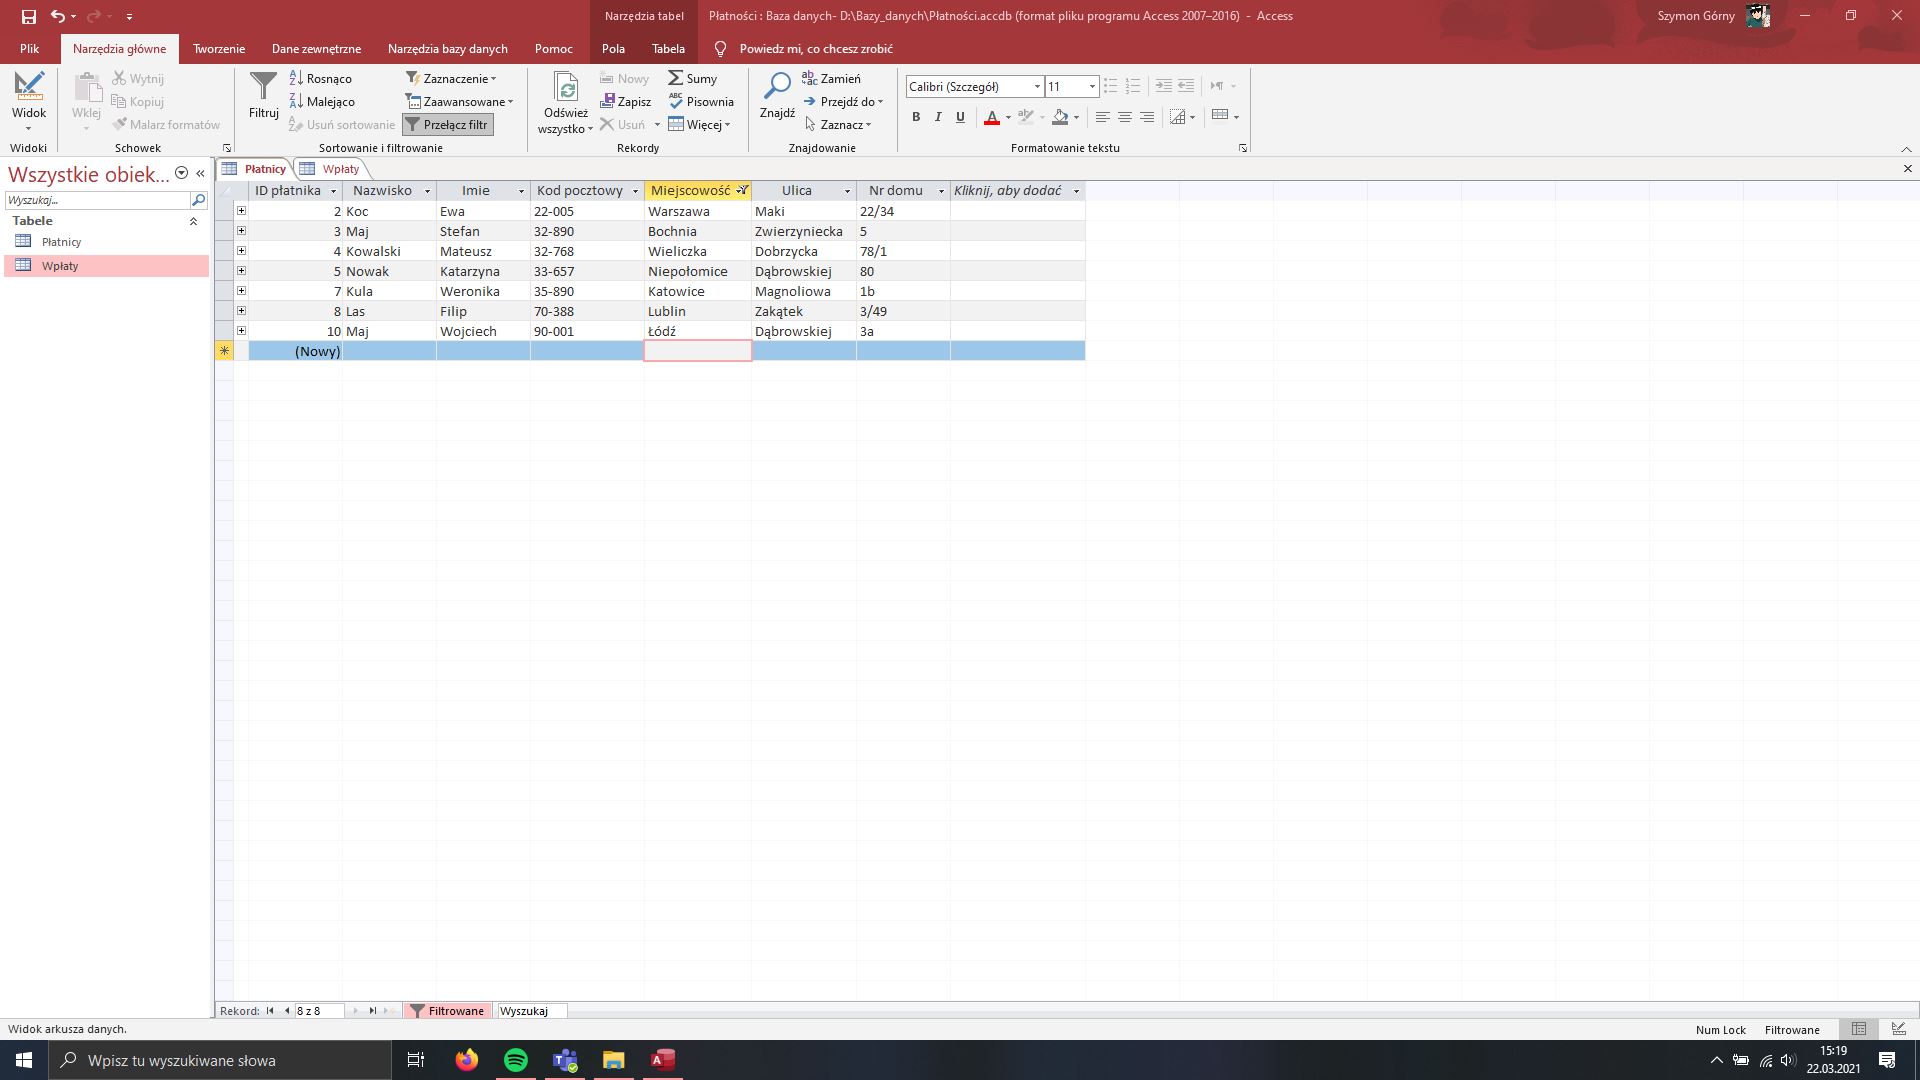 Narzędzia tabel
Płatności : Baza danych- D:\Bazy_danych\Płatności.accdb (format pliku programu Access 2007–2016) - Access
Szymon Górny
Plik Narzędzia główne Tworzenie Dane zewnętrzne Narzędzia bazy danych Pomoc Pola Tabela Powiedz mi, co chcesz zrobić
Widok
Widoki
Wklej
Wytnij
Kopiuj
Malarz formatów
Schowek
Filtruj
Rosnąco
Malejąco
Usuń sortowanie
Zaznaczenie
Zaawansowane
Przełącz filtr
Sortowanie i filtrowanie
Odśwież
wszystko
Nowy
Zapisz
Usuń
Sumy
Pisownia
Więcej
Rekordy
Znajdź
Zamień
Przejdź do
Zaznacz
Znajdowanie
Calibri (Szczegół) 11
B I U
Formatowanie tekstu
Wszystkie obiek...
Wyszukaj...
Tabele
Płatnicy
Wpłaty
Płatnicy Wpłaty
ID płatnika Nazwisko Imie Kod pocztowy Miejscowość Ulica Nr domu Kliknij, aby dodać
2 Koc Ewa 22-005 Warszawa Maki 22/34
3 Maj Stefan 32-890 Bochnia Zwierzyniecka 5
4 Kowalski Mateusz 32-768 Wieliczka Dobrzycka 78/1
5 Nowak Katarzyna 33-657 Niepołomice Dąbrowskiej 80
7 Kula Weronika 35-890 Katowice Magnoliowa 1b
8 Las Filip 70-388 Lublin Zakątek 3/49
10 Maj Wojciech 90-001 Łódź Dąbrowskiej 3a
(Nowy)
Rekord: 8 z 8 Filtrowane Wyszukaj
Widok arkusza danych.
Num Lock Filtrowane
Wpisz tu wyszukiwane słowa
15:19
22.03.2021